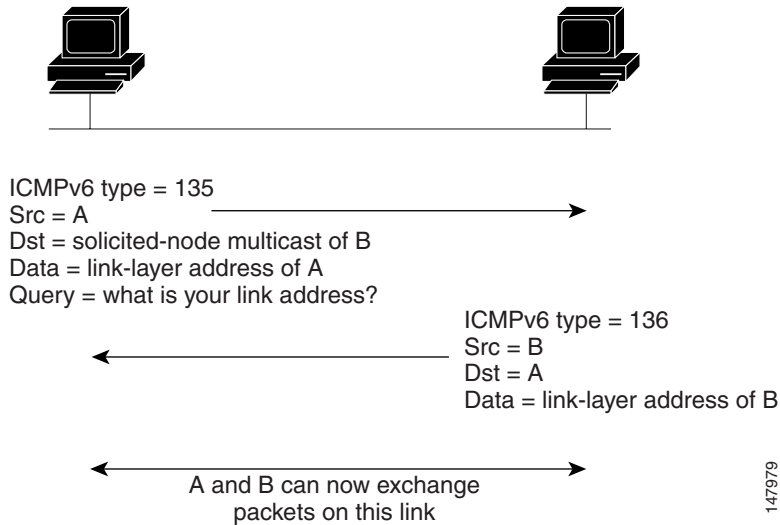 ICMPv6 type = 135
Src = A
Dst = solicited-node multicast of B
Data = link-layer address of A
Query = what is your link address?
ICMPv6 type = 136
Src = B
Dst = A
Data = link-layer address of B
A and B can now exchange
packets on this link
147979